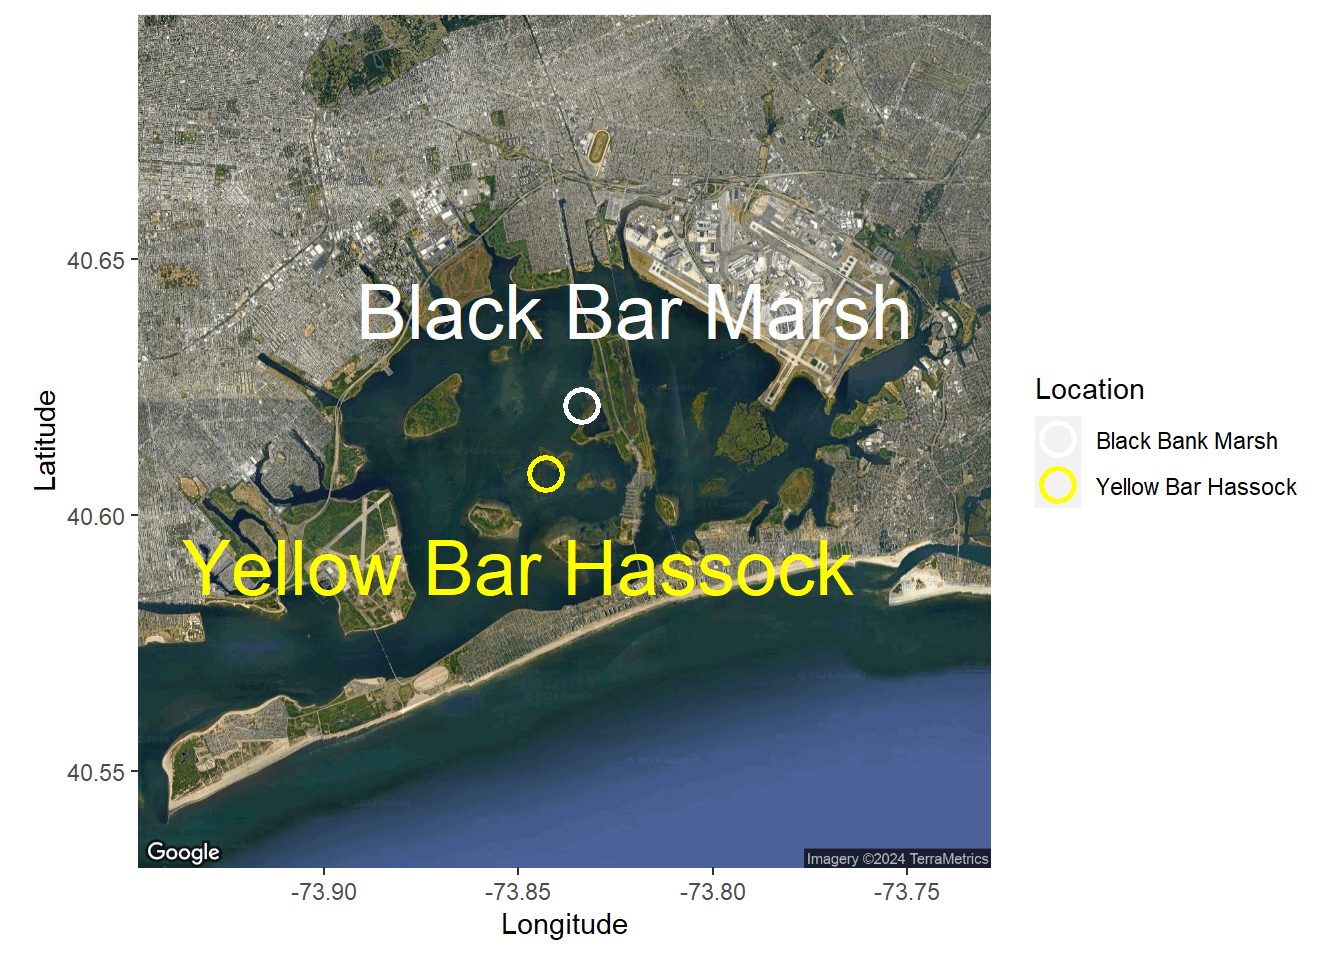 Black Bar Marsh
Yellow Bar Hassock
Latitude
40.65
40.60
40.55
-73.90
-73.85
-73.80
-73.75
Longitude
Location
Black Bank Marsh
Yellow Bar Hassock
Google
Imagery ©2024 TerraMetrics